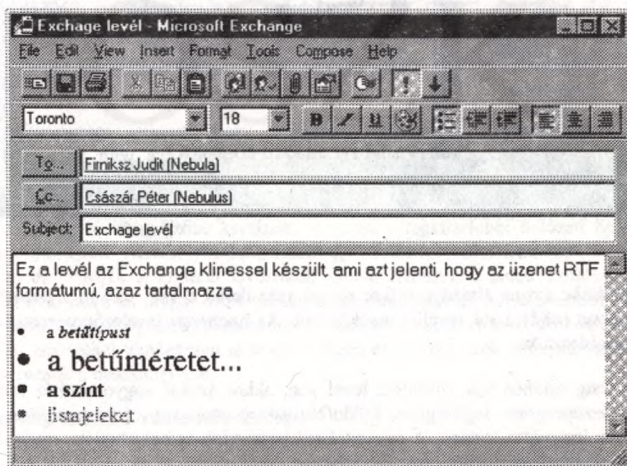 Exchage levél - Microsoft Exchange
File Edit View Insert Format Tools Compose Help
Toronto 18 B I U
To... Firniksz Judit (Nebula)
Cc... Császár Péter (Nebulus)
Subject: Exchage levél
Ez a levél az Exchange klinessel készült, ami azt jelenti, hogy az üzenet RTF
formátumú, azaz tartalmazza
• a betűtípust
• a betűméretet...
• a színt
• listajeleket